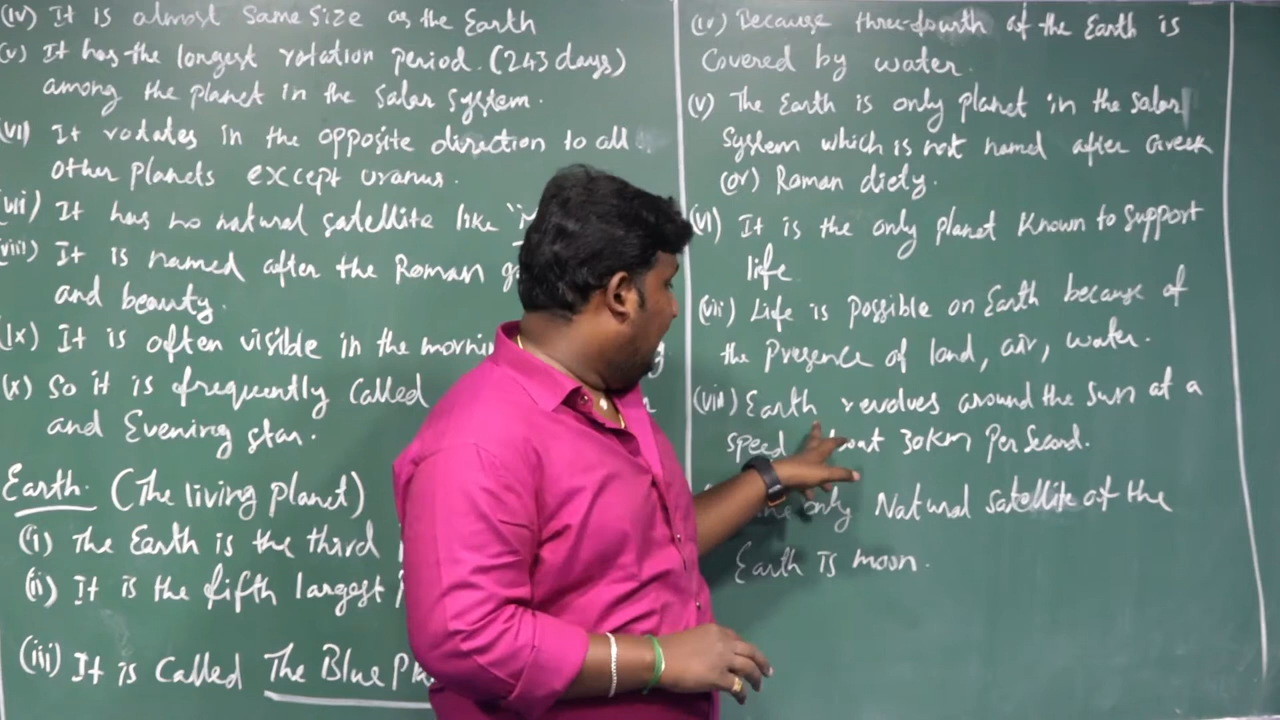 (iv) It is almost Same Size as the Earth
(v) It has the longest rotation period. (243 days)
among the planet in the Solar System.
(vi) It rotates in the opposite direction to all
other Planets except uranus.
(vii) It has no natural satellite like
(viii) It is named after the Roman
and beauty.
(ix) It is often visible in the
(x) So it is frequently called
and Evening star.
Earth. (The living planet)
(i) The Earth is the third
(ii) It is the fifth largest
(iii) It is Called The Blue
(iv) Because three-fourth of the Earth is
Covered by water.
(v) The Earth is only planet in the Solar
System which is not named after Greek
(or) Roman diety.
(vi) It is the only planet Known to Support
life
(vii) Life is possible on Earth because of
the Presence of land, air, water.
(viii) Earth revolves around the Sun at a
speed 30km Per Second.
only Natural satellite of the
Earth is moon.